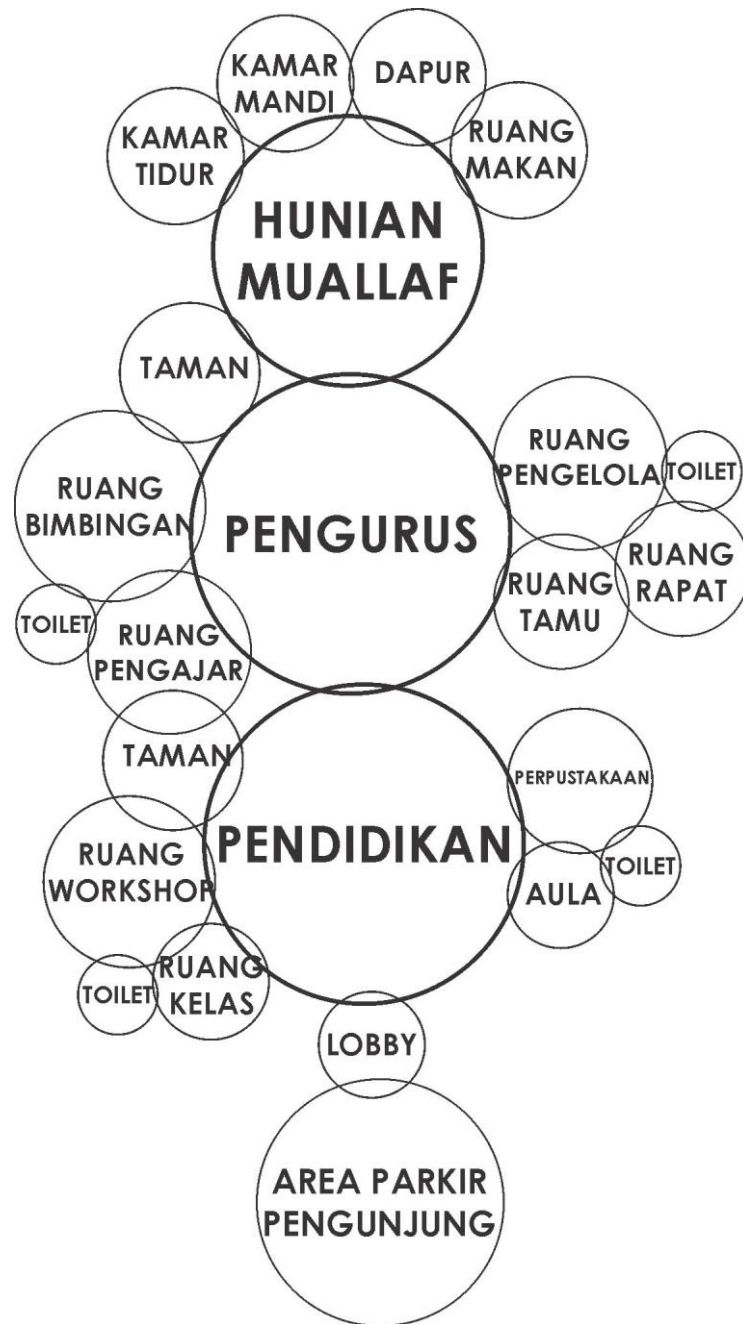 KAMAR
MANDI
DAPUR
KAMAR
TIDUR
RUANG
MAKAN
HUNIAN
MUALLAF
TAMAN
RUANG
BIMBINGAN
PENGURUS
RUANG
PENGELOLA
TOILET
RUANG
TAMU
RUANG
RAPAT
TOILET
RUANG
PENGAJAR
TAMAN
PERPUSTAKAAN
PENDIDIKAN
RUANG
WORKSHOP
AULA
TOILET
TOILET
RUANG
KELAS
LOBBY
AREA PARKIR
PENGUNJUNG